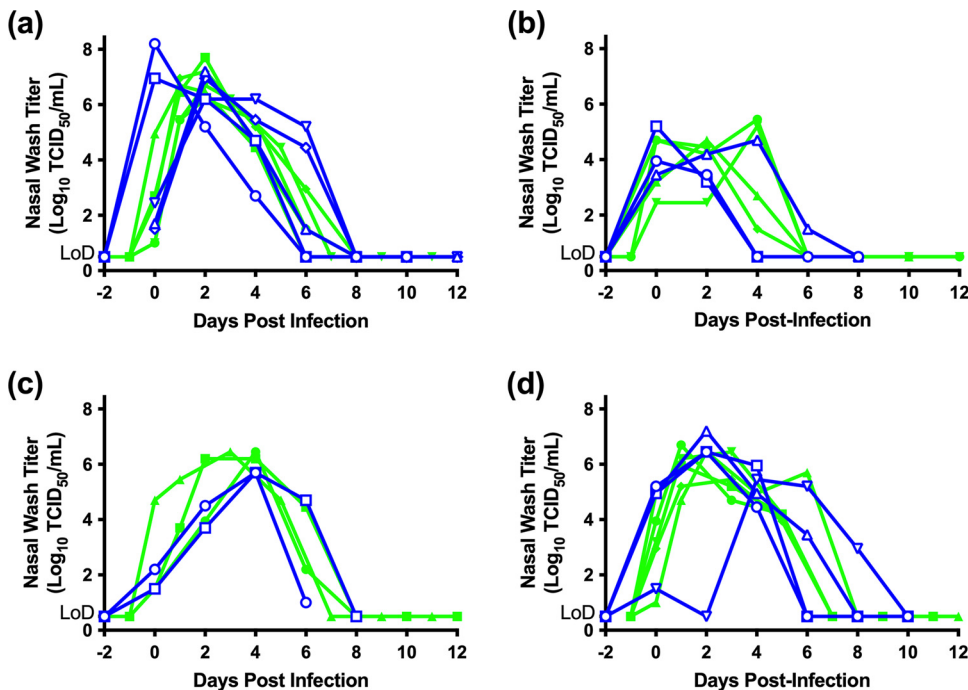 (a)
Nasal Wash Titer
(Log10 TCID50/mL)
8
6
4
2
LoD
0
-2 0 2 4 6 8 10 12
Days Post Infection
(b)
Nasal Wash Titer
(Log10 TCID50/mL)
8
6
4
2
LoD
0
-2 0 2 4 6 8 10 12
Days Post-Infection
(c)
Nasal Wash Titer
(Log10 TCID50/mL)
8
6
4
2
LoD
0
-2 0 2 4 6 8 10 12
Days Post Infection
(d)
Nasal Wash Titer
(Log10 TCID50/mL)
8
6
4
2
LoD
0
-2 0 2 4 6 8 10 12
Days Post-Infection